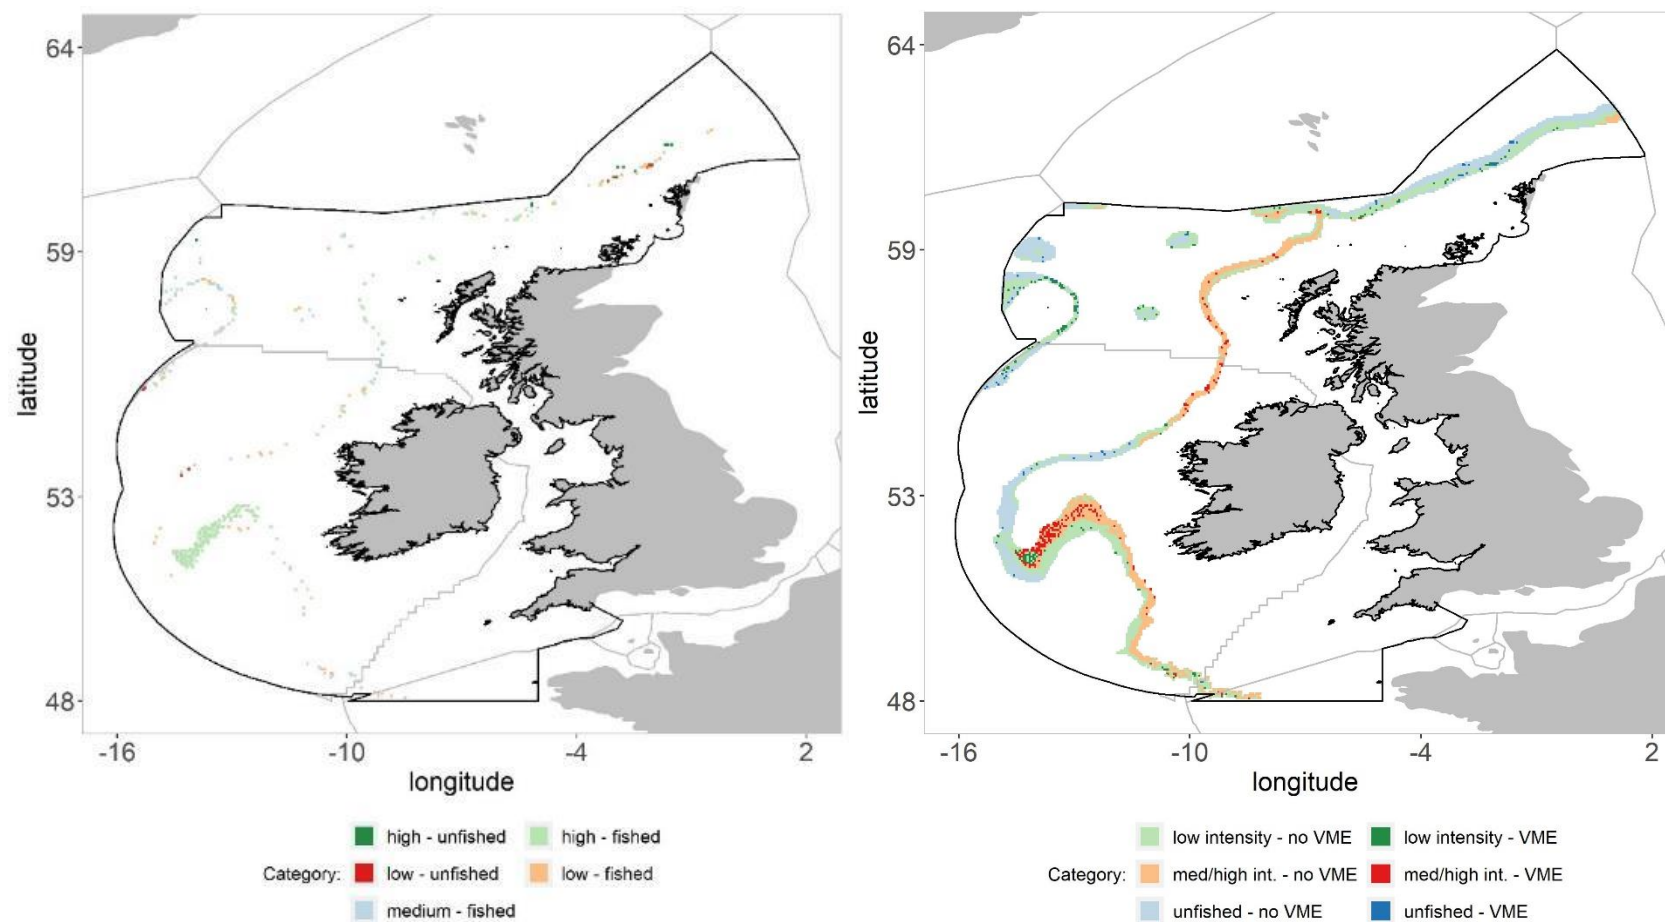 64
59
53
48
latitude
-16 -10 -4 2
longitude
high - unfished high - fished
Category: low - unfished low - fished
medium - fished
64
59
53
48
latitude
-16 -10 -4 2
longitude
low intensity - no VME low intensity - VME
Category: med/high int. - no VME med/high int. - VME
unfished - no VME unfished - VME